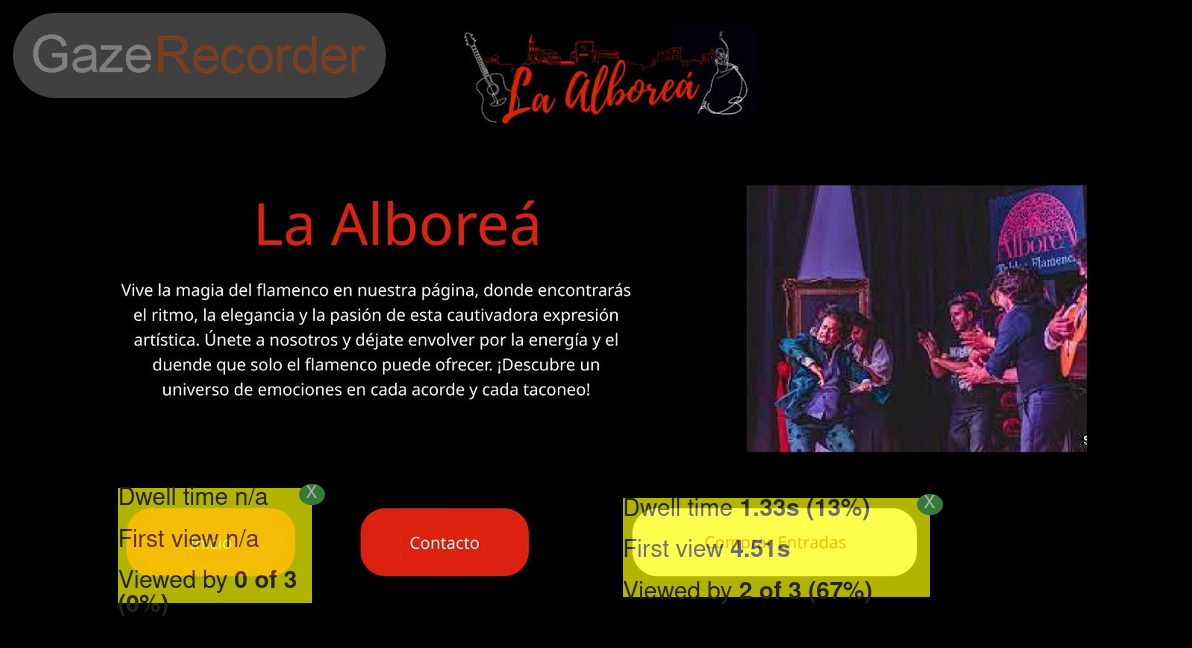 GazeRecorder
La Alboreá
La Alboreá
Vive la magia del flamenco en nuestra página, donde encontrarás
el ritmo, la elegancia y la pasión de esta cautivadora expresión
artística. Únete a nosotros y déjate envolver por la energía y el
duende que solo el flamenco puede ofrecer. ¡Descubre un
universo de emociones en cada acorde y cada taconeo!
Dwell time n/a
X
First view n/a
Viewed by 0 of 3
(0%)
Contacto
Dwell time 1.33s (13%)
X
Comprar Entradas
First view 4.51s
Viewed by 2 of 3 (67%)